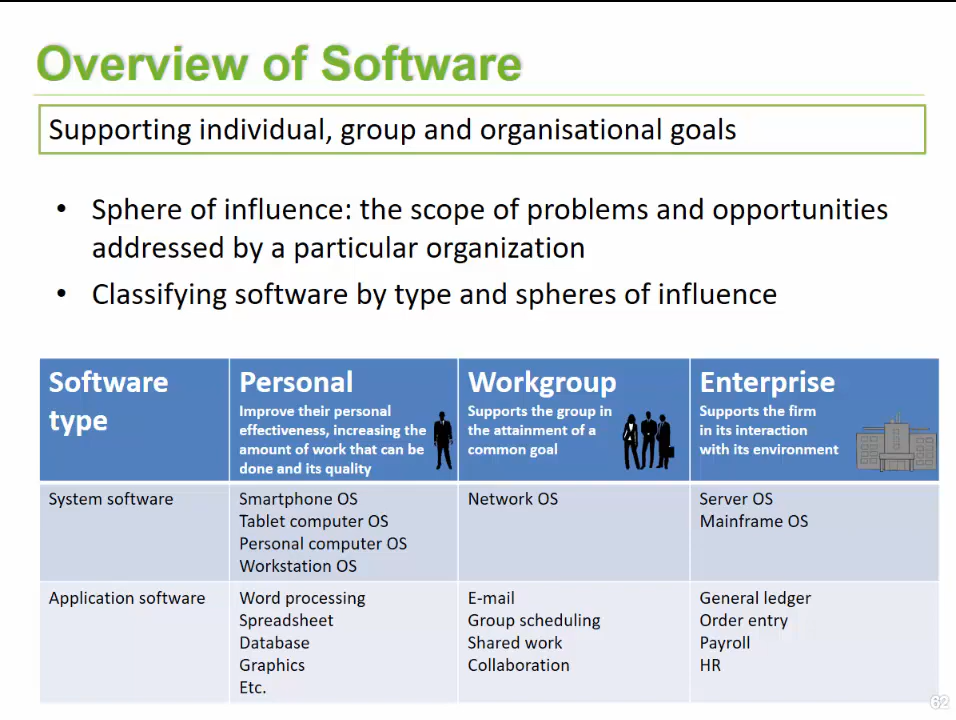 Overview of Software
Supporting individual, group and organisational goals
• Sphere of influence: the scope of problems and opportunities
addressed by a particular organization
• Classifying software by type and spheres of influence
Software
type
Personal
Improve their personal
effectiveness, increasing the
amount of work that can be
done and its quality
Workgroup
Supports the group in
the attainment of a
common goal
Enterprise
Supports the firm
in its interaction
with its environment
System software
Smartphone OS
Tablet computer OS
Personal computer OS
Workstation OS
Network OS
Server OS
Mainframe OS
Application software
Word processing
Spreadsheet
Database
Graphics
Etc.
E-mail
Group scheduling
Shared work
Collaboration
General ledger
Order entry
Payroll
HR
62